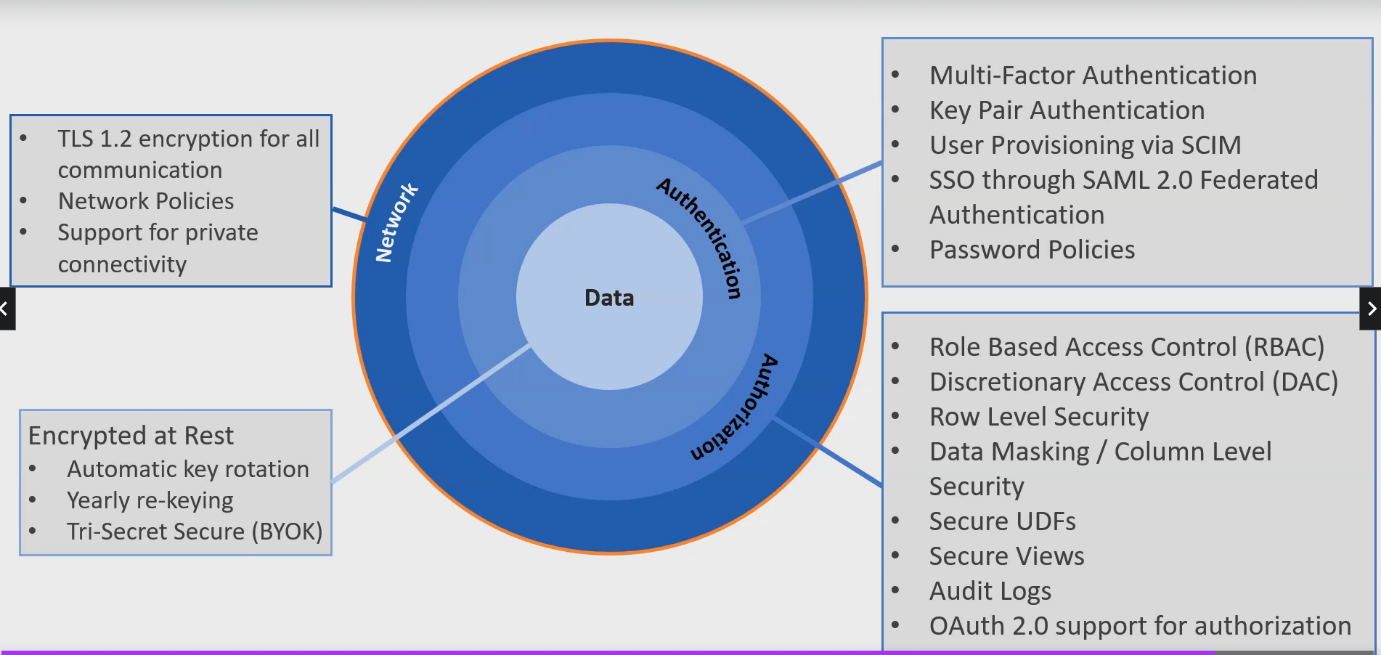 • TLS 1.2 encryption for all
communication
• Network Policies
• Support for private
connectivity
Encrypted at Rest
• Automatic key rotation
• Yearly re-keying
• Tri-Secret Secure (BYOK)
Network
Authentication
Data
Authorization
• Multi-Factor Authentication
• Key Pair Authentication
• User Provisioning via SCIM
• SSO through SAML 2.0 Federated
Authentication
• Password Policies
• Role Based Access Control (RBAC)
• Discretionary Access Control (DAC)
• Row Level Security
• Data Masking / Column Level
Security
• Secure UDFs
• Secure Views
• Audit Logs
• OAuth 2.0 support for authorization